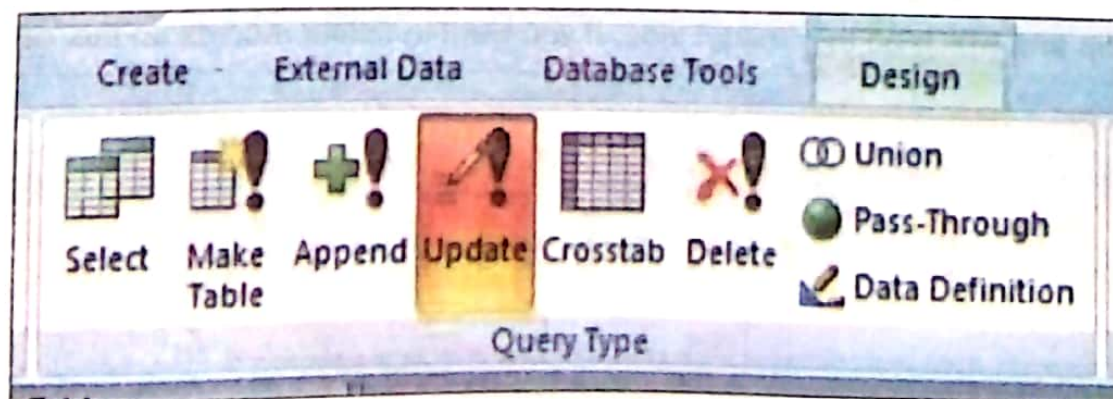 Create External Data Database Tools Design
Select Make Table Append Update Crosstab Delete
Union
Pass-Through
Data Definition
Query Type